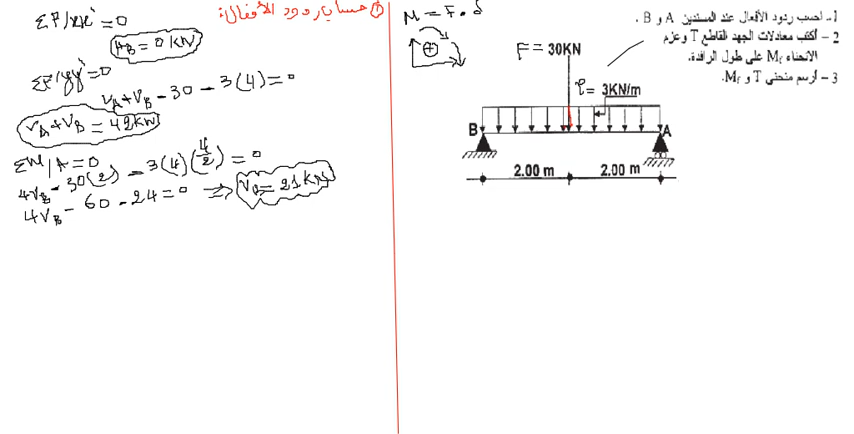 1ـ احسب ردود الأفعال عند المسندين A و B .
2 – أكتب معادلات الجهد القاطع T وعزم
الانحناء Mf على طول الرافدة.
3 – أرسم منحنى T و Mf.
M = F . d
F = 30KN
= 3KN/m
B
A
2.00 m
2.00 m
① حساب ردود الأفعال:
ΣF/xx' = 0
HB = 0 KN
ΣF/yy' = 0
VA + VB - 30 - 3(4) = 0
VA + VB = 42 KN
ΣM/A = 0
4VB - 30(2) - 3(4)(4/2) = 0
4VB - 60 - 24 = 0 ⇒ VB = 21 KN